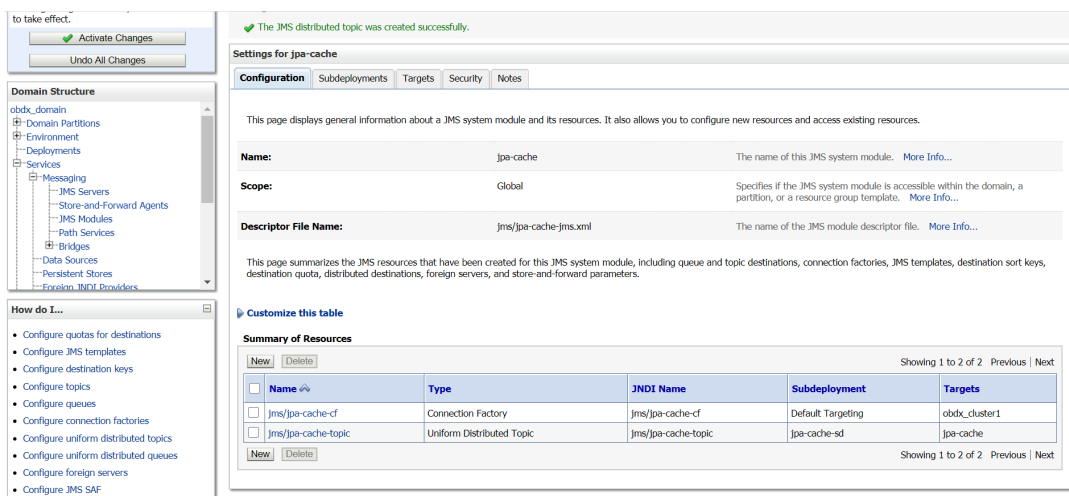 to take effect.
Activate Changes
Undo All Changes
Domain Structure
obdx_domain
Domain Partitions
Environment
Deployments
Services
Messaging
JMS Servers
Store-and-Forward Agents
JMS Modules
Path Services
Bridges
Data Sources
Persistent Stores
Foreign JNDI Providers
How do I...
Configure quotas for destinations
Configure JMS templates
Configure destination keys
Configure topics
Configure queues
Configure connection factories
Configure uniform distributed topics
Configure uniform distributed queues
Configure foreign servers
Configure JMS SAF
The JMS distributed topic was created successfully.
Settings for jpa-cache
Configuration Subdeployments Targets Security Notes
This page displays general information about a JMS system module and its resources. It also allows you to configure new resources and access existing resources.
Name: jpa-cache The name of this JMS system module. More Info...
Scope: Global Specifies if the JMS system module is accessible within the domain, a
partition, or a resource group template. More Info...
Descriptor File Name: jms/jpa-cache-jms.xml The name of the JMS module descriptor file. More Info...
This page summarizes the JMS resources that have been created for this JMS system module, including queue and topic destinations, connection factories, JMS templates, destination sort keys,
destination quota, distributed destinations, foreign servers, and store-and-forward parameters.
Customize this table
Summary of Resources
New Delete Showing 1 to 2 of 2 Previous | Next
Name Type JNDI Name Subdeployment Targets
jms/jpa-cache-cf Connection Factory jms/jpa-cache-cf Default Targeting obdx_cluster1
jms/jpa-cache-topic Uniform Distributed Topic jms/jpa-cache-topic jpa-cache-sd jpa-cache
New Delete Showing 1 to 2 of 2 Previous | Next